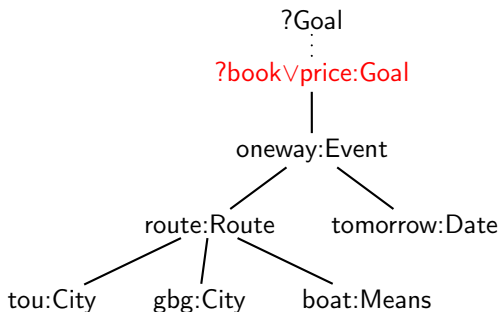 ?Goal
?book∨price:Goal
oneway:Event
route:Route tomorrow:Date
tou:City gbg:City boat:Means